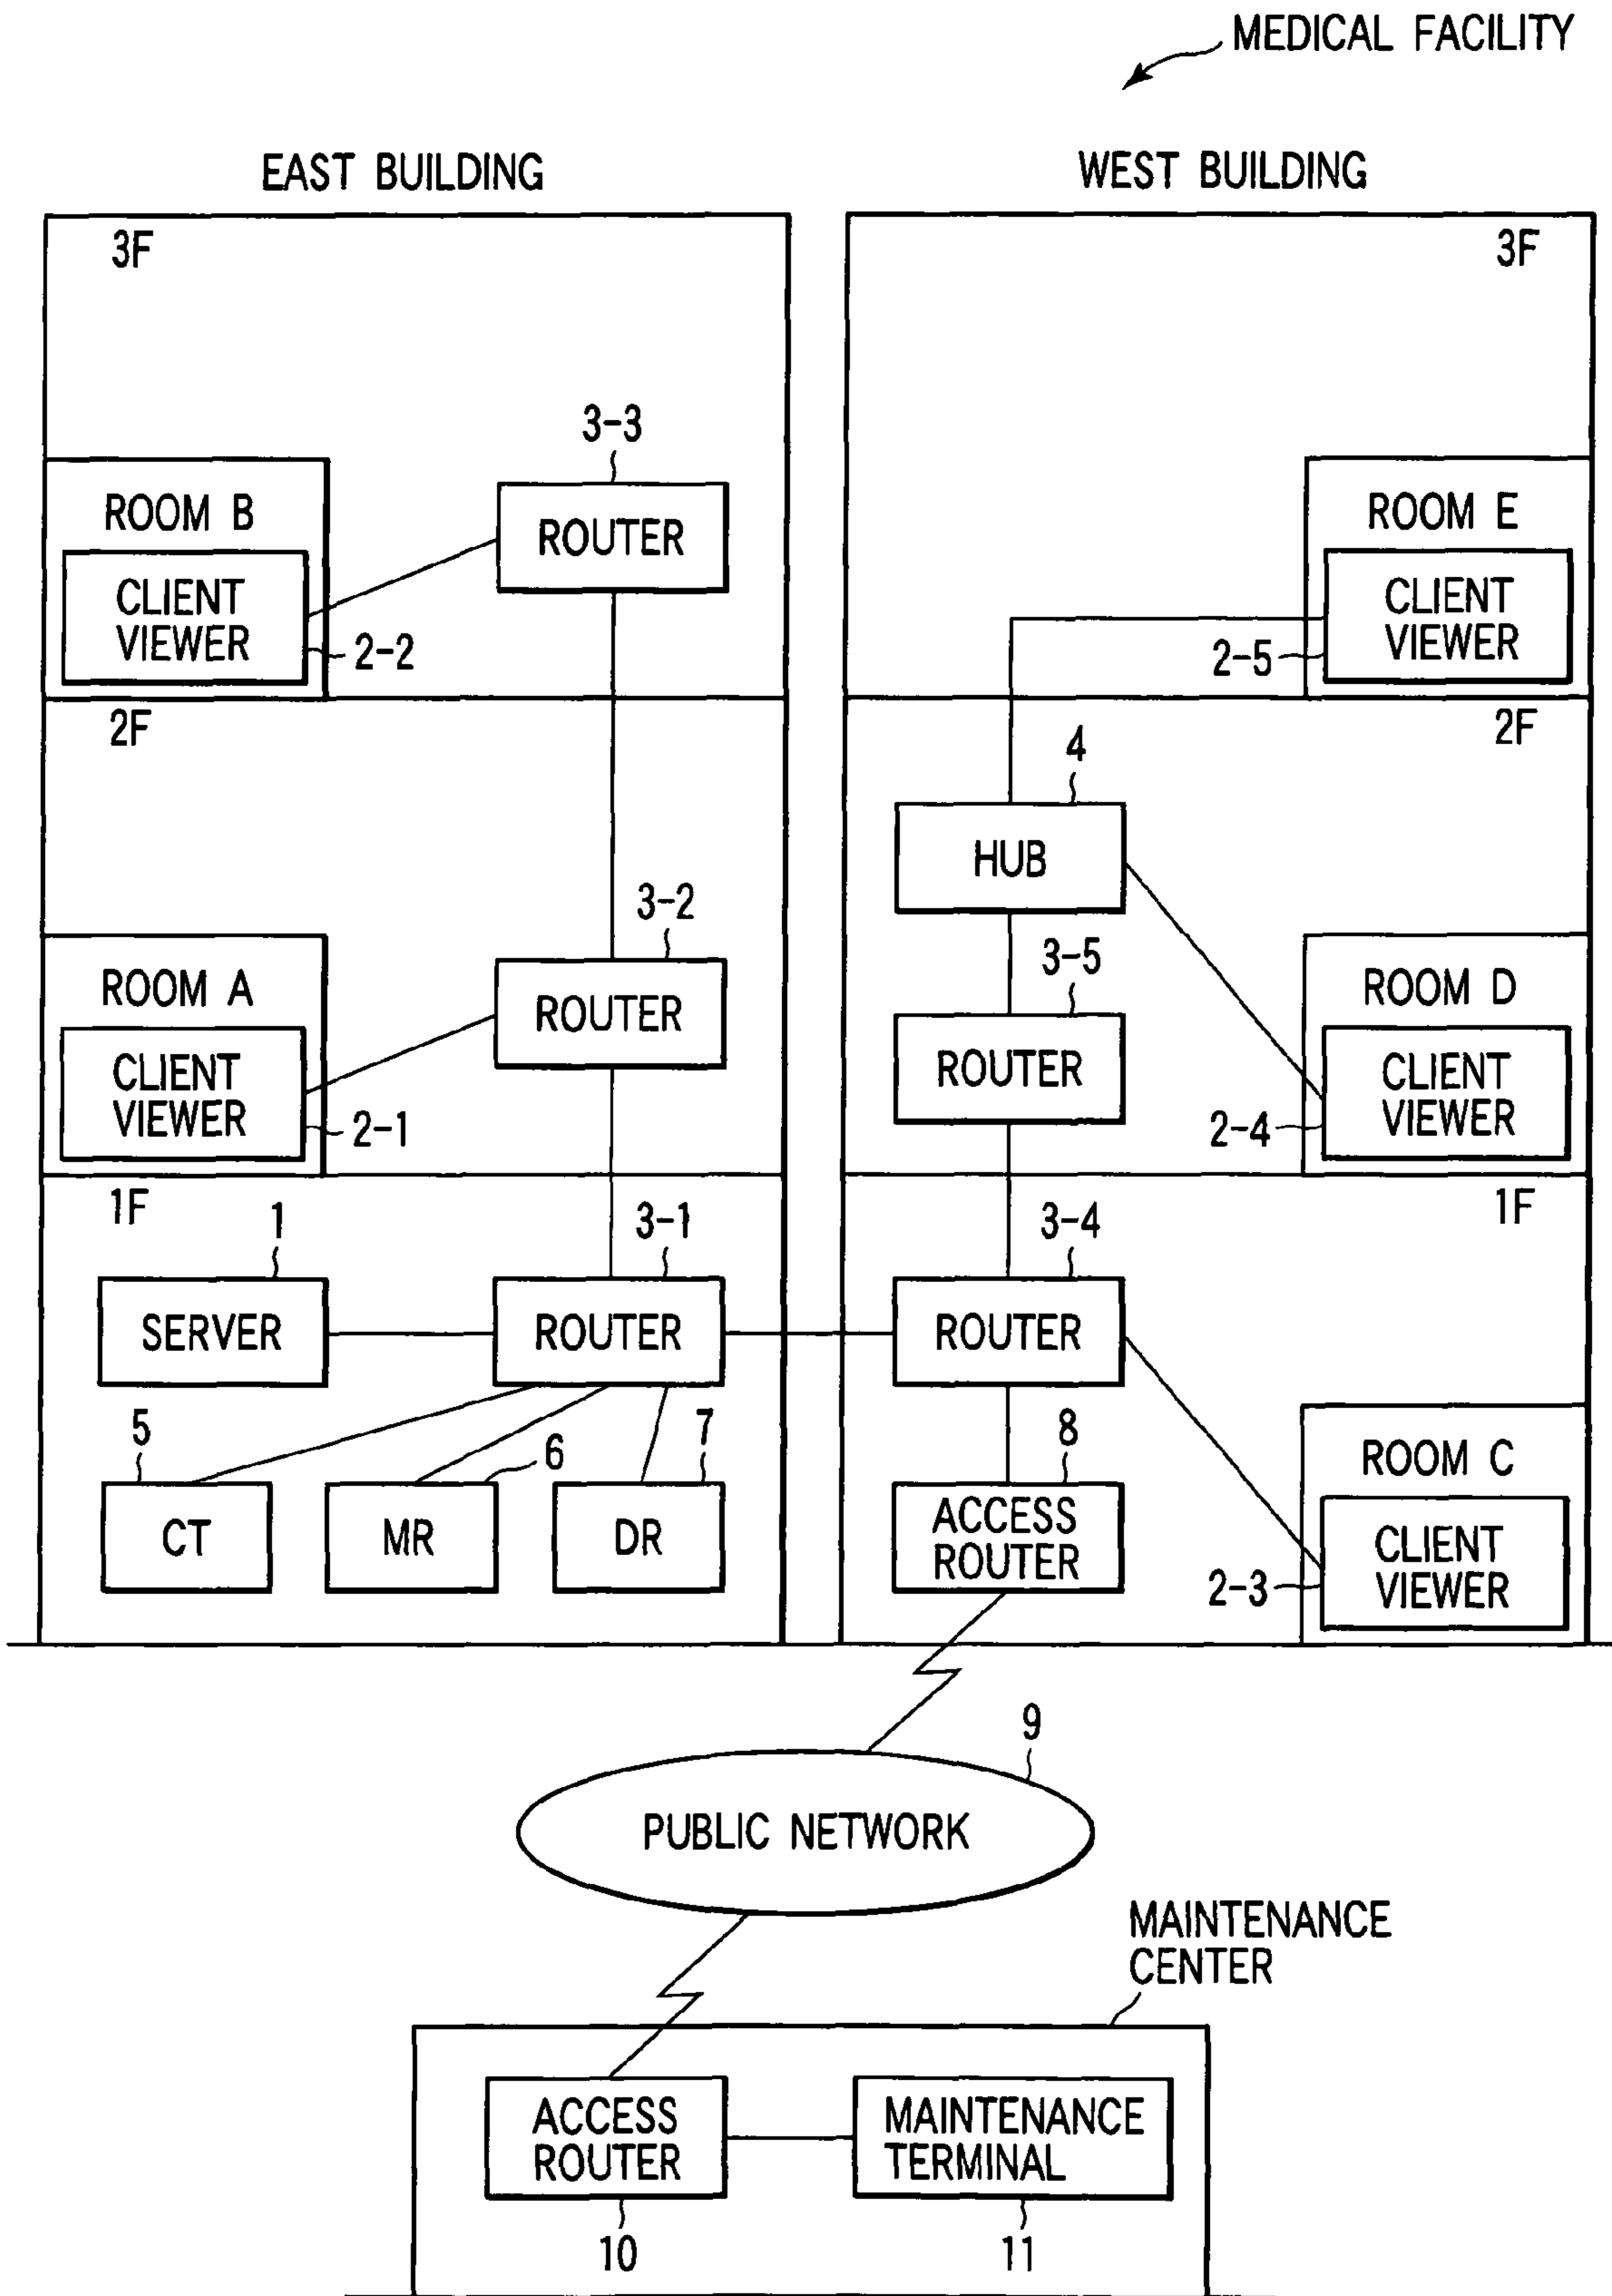 MEDICAL FACILITY
EAST BUILDING
WEST BUILDING
3F
3F
3-3
ROOM B
ROUTER
ROOM E
CLIENT
VIEWER
2-2
CLIENT
VIEWER
2-5
2F
2F
4
HUB
3-2
3-5
ROOM A
ROUTER
ROOM D
CLIENT
VIEWER
2-1
ROUTER
CLIENT
VIEWER
2-4
1F
1F
1
3-1
3-4
SERVER
ROUTER
ROUTER
5
6
7
8
ROOM C
CT
MR
DR
ACCESS
ROUTER
CLIENT
VIEWER
2-3
9
PUBLIC NETWORK
MAINTENANCE
CENTER
ACCESS
ROUTER
MAINTENANCE
TERMINAL
10
11